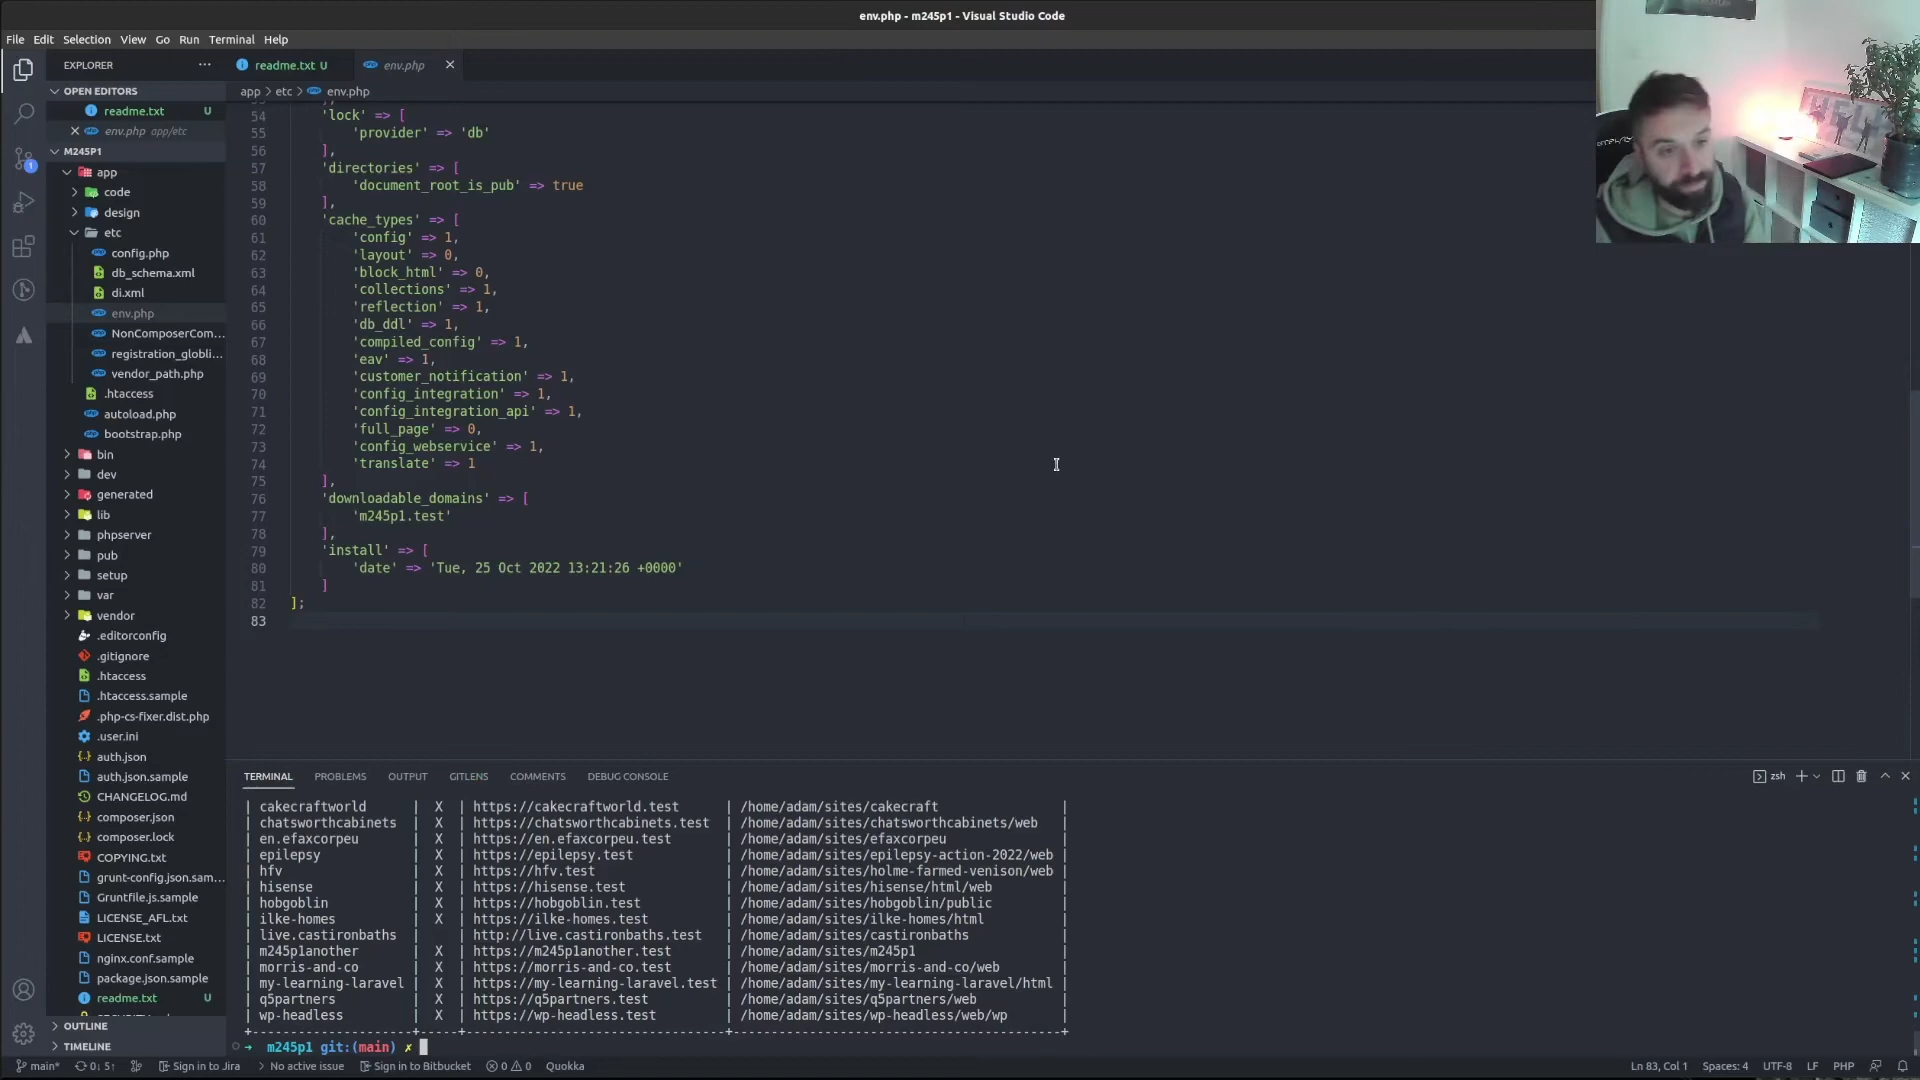 env.php - m245p1 - Visual Studio Code
File Edit Selection View Go Run Terminal Help
EXPLORER
readme.txt U
env.php
OPEN EDITORS
readme.txt U
env.php app/etc
M245P1
app
code
design
etc
config.php
db_schema.xml
di.xml
env.php
NonComposerCom...
registration_globli...
vendor_path.php
.htaccess
autoload.php
bootstrap.php
bin
dev
generated
lib
phpserver
pub
setup
var
vendor
.editorconfig
.gitignore
.htaccess
.htaccess.sample
.php-cs-fixer.dist.php
.user.ini
auth.json
auth.json.sample
CHANGELOG.md
composer.json
composer.lock
COPYING.txt
grunt-config.json.sam...
Gruntfile.js.sample
LICENSE_AFL.txt
LICENSE.txt
nginx.conf.sample
package.json.sample
readme.txt U
OUTLINE
TIMELINE
app > etc > env.php
54 'lock' => [
55 'provider' => 'db'
56 ],
57 'directories' => [
58 'document_root_is_pub' => true
59 ],
60 'cache_types' => [
61 'config' => 1,
62 'layout' => 0,
63 'block_html' => 0,
64 'collections' => 1,
65 'reflection' => 1,
66 'db_ddl' => 1,
67 'compiled_config' => 1,
68 'eav' => 1,
69 'customer_notification' => 1,
70 'config_integration' => 1,
71 'config_integration_api' => 1,
72 'full_page' => 0,
73 'config_webservice' => 1,
74 'translate' => 1
75 ],
76 'downloadable_domains' => [
77 'm245p1.test'
78 ],
79 'install' => [
80 'date' => 'Tue, 25 Oct 2022 13:21:26 +0000'
81 ]
82 ];
83
TERMINAL PROBLEMS OUTPUT GITLENS COMMENTS DEBUG CONSOLE
zsh
| cakecraftworld | X | https://cakecraftworld.test | /home/adam/sites/cakecraft |
| chatsworthcabinets | X | https://chatsworthcabinets.test | /home/adam/sites/chatsworthcabinets/web |
| en.efaxcorpeu | X | https://en.efaxcorpeu.test | /home/adam/sites/efaxcorpeu |
| epilepsy | X | https://epilepsy.test | /home/adam/sites/epilepsy-action-2022/web |
| hfv | X | https://hfv.test | /home/adam/sites/holme-farmed-venison/web |
| hisense | X | https://hisense.test | /home/adam/sites/hisense/html/web |
| hobgoblin | X | https://hobgoblin.test | /home/adam/sites/hobgoblin/public |
| ilke-homes | X | https://ilke-homes.test | /home/adam/sites/ilke-homes/html |
| live.castironbaths | | http://live.castironbaths.test | /home/adam/sites/castironbaths |
| m245p1another | X | https://m245p1another.test | /home/adam/sites/m245p1 |
| morris-and-co | X | https://morris-and-co.test | /home/adam/sites/morris-and-co/web |
| my-learning-laravel | X | https://my-learning-laravel.test | /home/adam/sites/my-learning-laravel/html |
| q5partners | X | https://q5partners.test | /home/adam/sites/q5partners/web |
| wp-headless | X | https://wp-headless.test | /home/adam/sites/wp-headless/web/wp |
→ m245p1 git:(main) ✗
main* 0↓ 5↑ Sign in to Jira No active issue Sign in to Bitbucket 0 0 Quokka
Ln 83, Col 1 Spaces: 4 UTF-8 LF PHP